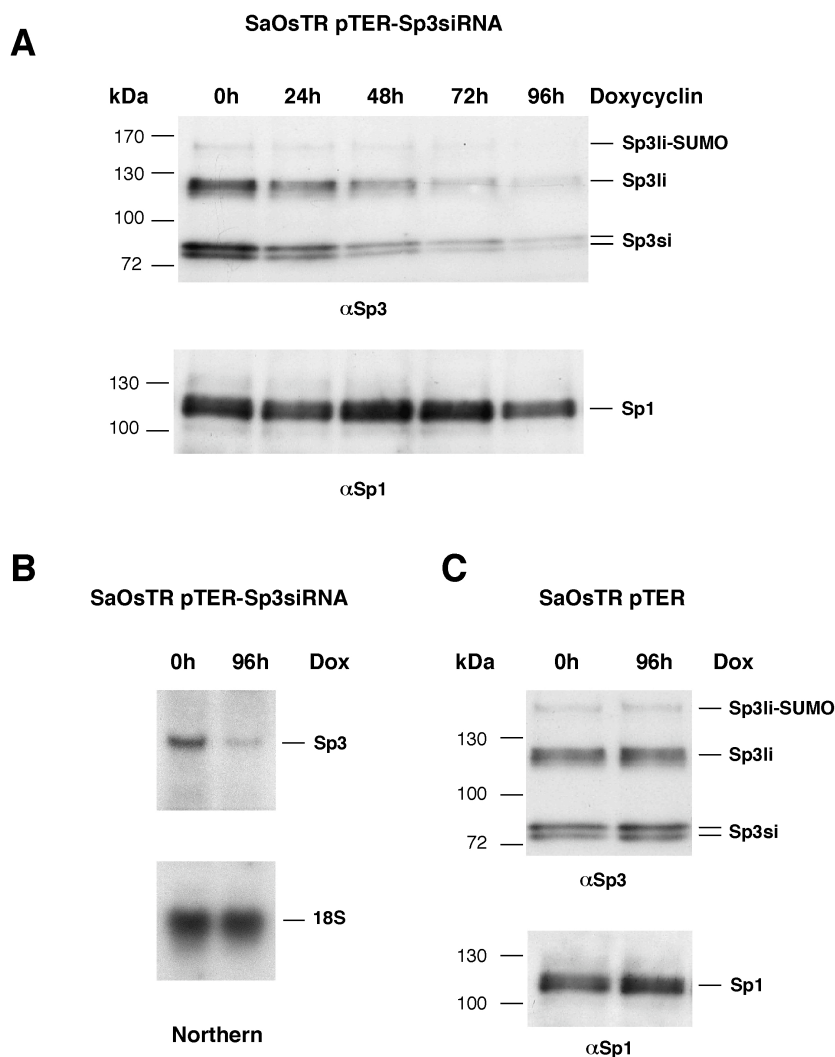 A
SaOsTR pTER-Sp3siRNA
kDa 0h 24h 48h 72h 96h Doxycyclin
170 Sp3li-SUMO
130 Sp3li
100
Sp3si
72
αSp3
130
Sp1
100
αSp1
B
SaOsTR pTER-Sp3siRNA
0h 96h Dox
Sp3
18S
Northern
C
SaOsTR pTER
kDa 0h 96h Dox
Sp3li-SUMO
130
Sp3li
100
Sp3si
72
αSp3
130
Sp1
100
αSp1